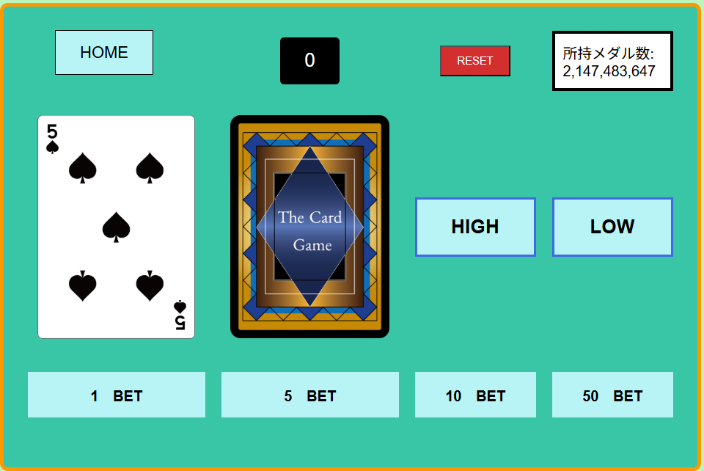 HOME
0
RESET
所持メダル数:
2,147,483,647
5
The Card
Game
5
HIGH
LOW
1 BET
5 BET
10 BET
50 BET